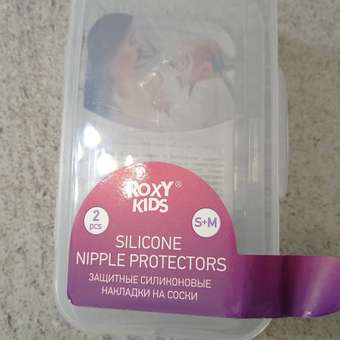 ROXY®
KIDS
2
pcs
S+M
SILICONE
NIPPLE PROTECTORS
ЗАЩИТНЫЕ СИЛИКОНОВЫЕ
НАКЛАДКИ НА СОСКИ